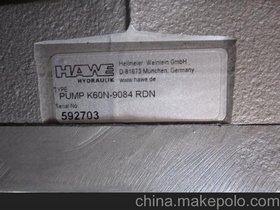 HAWE
HYDRAULIK
Heilmeier Weinlein GmbH
D-81673 München, Germany
www.hawe.de
TYPE
PUMP K60N-9084 RDN
Serial No
592703
china.makepolo.com